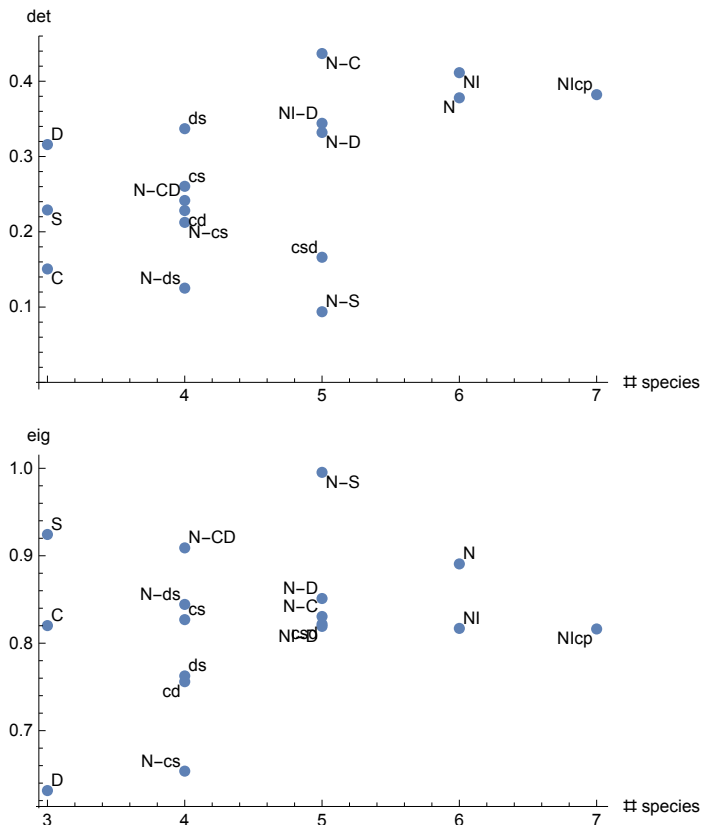 det
N-C
0.4
NI
NIcp
N
ds
NI-D
D
N-D
0.3
cs
N-CD
S
cd
0.2
N-cs
csd
C
N-ds
N-S
0.1
4 5 6 7 # species
eig
1.0
N-S
S
N-CD
0.9
N
N-D
N-ds
N-C
C
cs
NI
csd
NI-D
NIcp
0.8
ds
cd
0.7
N-cs
D
3 4 5 6 7 # species